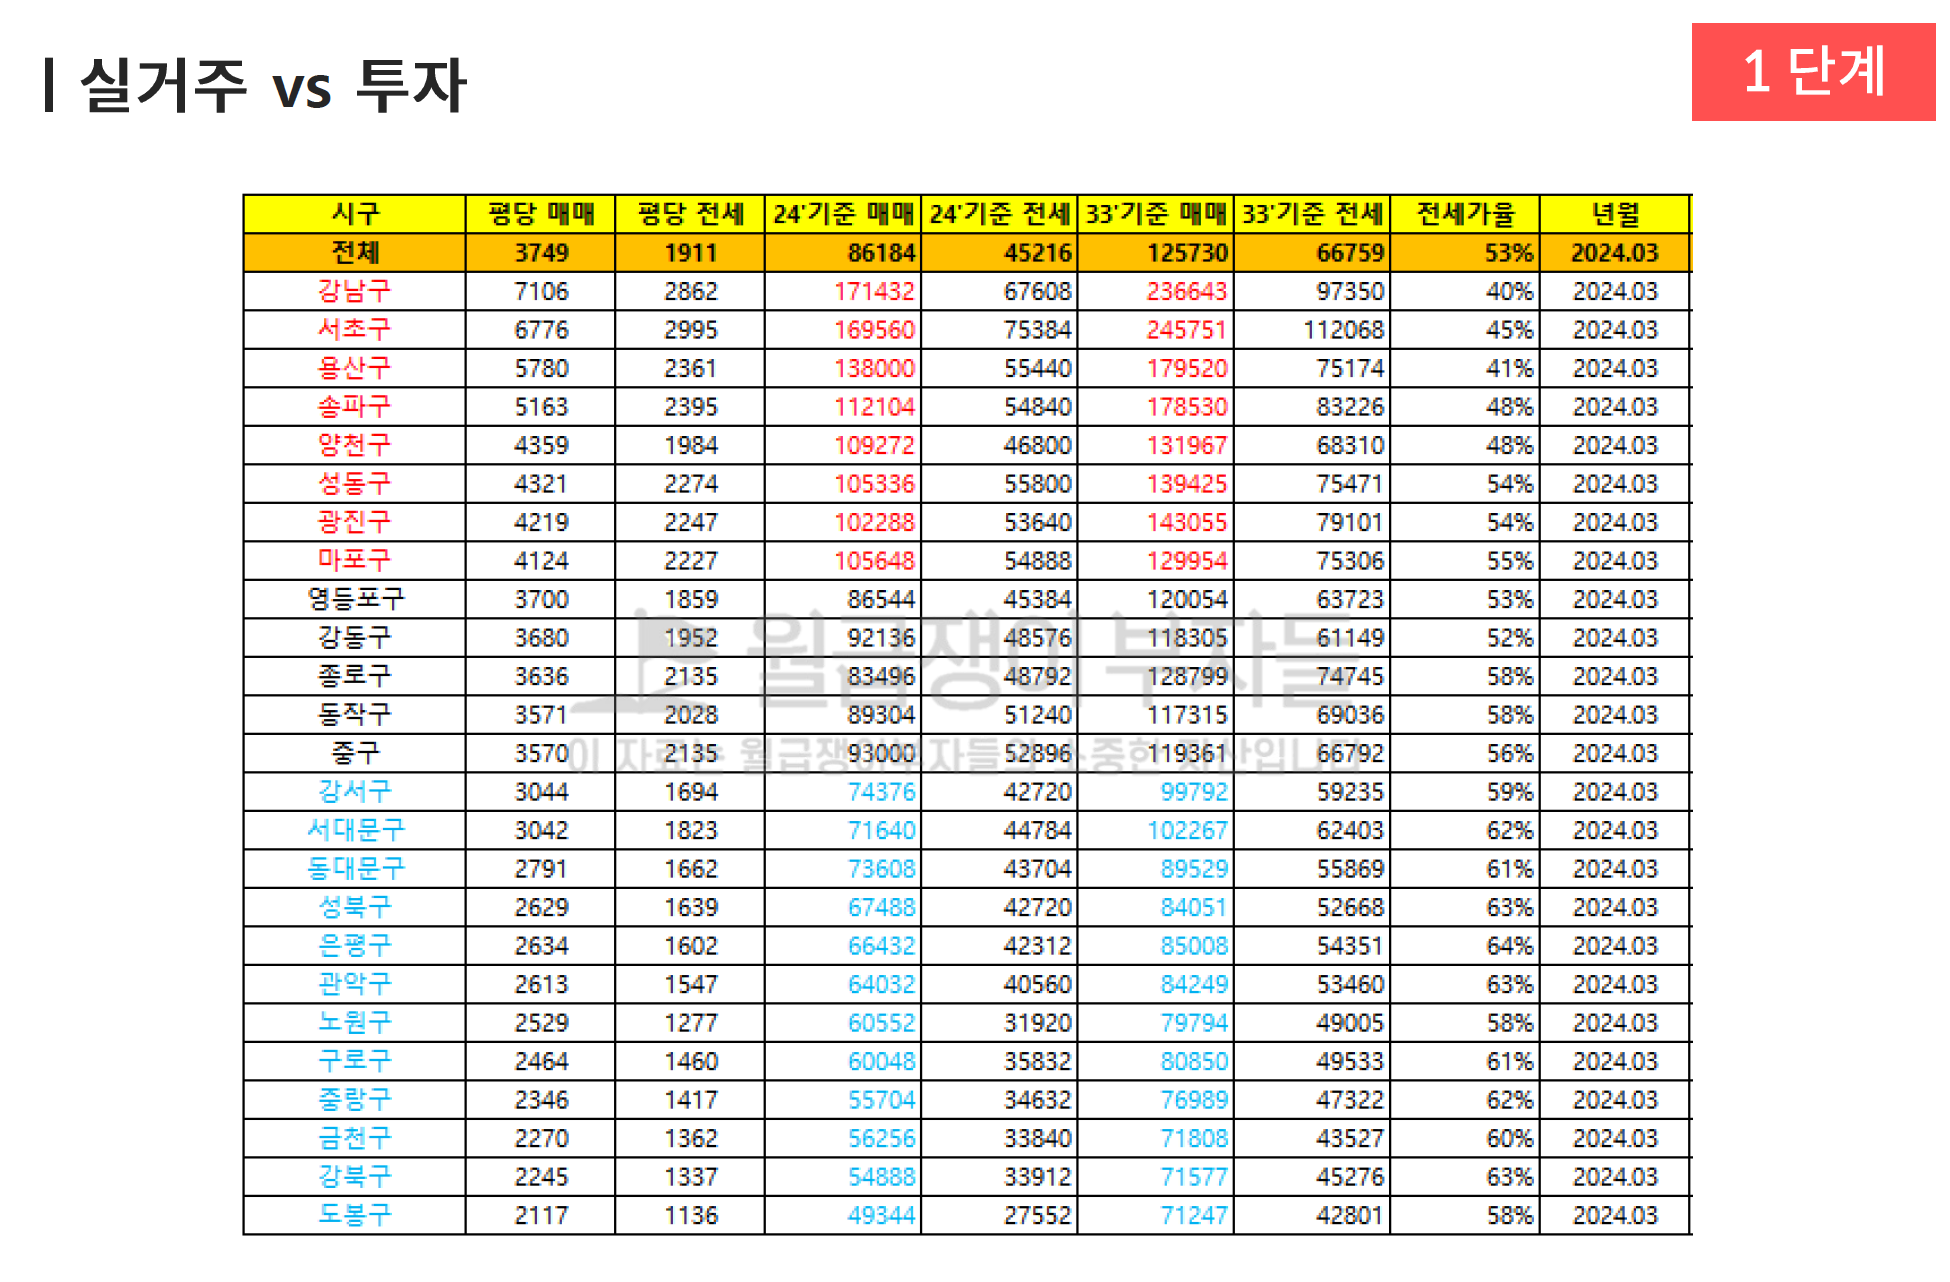 실거주 vs 투자
1 단계
시구 평당 매매 평당 전세 24'기준 매매 24'기준 전세 33'기준 매매 33'기준 전세 전세가율 년월
전체 3749 1911 86184 45216 125730 66759 53% 2024.03
강남구 7106 2862 171432 67608 236643 97350 40% 2024.03
서초구 6776 2995 169560 75384 245751 112068 45% 2024.03
용산구 5780 2361 138000 55440 179520 75174 41% 2024.03
송파구 5163 2395 112104 54840 178530 83226 48% 2024.03
양천구 4359 1984 109272 46800 131967 68310 48% 2024.03
성동구 4321 2274 105336 55800 139425 75471 54% 2024.03
광진구 4219 2247 102288 53640 143055 79101 54% 2024.03
마포구 4124 2227 105648 54888 129954 75306 55% 2024.03
영등포구 3700 1859 86544 45384 120054 63723 53% 2024.03
강동구 3680 1952 92136 48576 118305 61149 52% 2024.03
종로구 3636 2135 83496 48792 128799 74745 58% 2024.03
동작구 3571 2028 89304 51240 117315 69036 58% 2024.03
중구 3570 2135 93000 52896 119361 66792 56% 2024.03
강서구 3044 1694 74376 42720 99792 59235 59% 2024.03
서대문구 3042 1823 71640 44784 102267 62403 62% 2024.03
동대문구 2791 1662 73608 43704 89529 55869 61% 2024.03
성북구 2629 1639 67488 42720 84051 52668 63% 2024.03
은평구 2634 1602 66432 42312 85008 54351 64% 2024.03
관악구 2613 1547 64032 40560 84249 53460 63% 2024.03
노원구 2529 1277 60552 31920 79794 49005 58% 2024.03
구로구 2464 1460 60048 35832 80850 49533 61% 2024.03
중랑구 2346 1417 55704 34632 76989 47322 62% 2024.03
금천구 2270 1362 56256 33840 71808 43527 60% 2024.03
강북구 2245 1337 54888 33912 71577 45276 63% 2024.03
도봉구 2117 1136 49344 27552 71247 42801 58% 2024.03
월급쟁이 부자들
이 자료는 월급쟁이부자들의 소중한 자산입니다